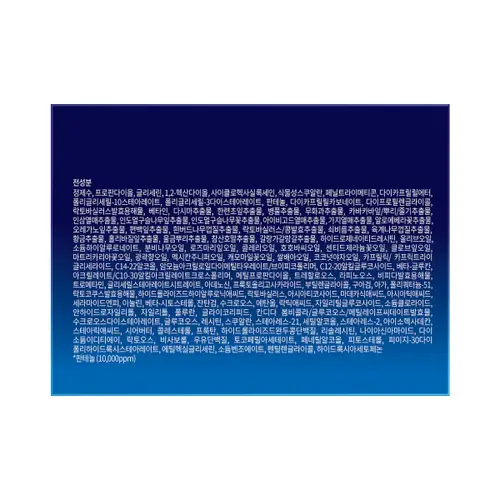 전성분
정제수, 프로판다이올, 글리세린, 1,2-헥산다이올, 사이클로헥사실록세인, 식물성스쿠알란, 페닐트라이메티콘, 다이카프릴릴에터,
폴리글리세릴-10스테아레이트, 폴리글리세릴-3다이스테아레이트, 판테놀, 다이카프릴릴카보네이트, 다이프로필렌글라이콜,
락토바실러스발효용해물, 베타인, 다시마추출물, 한련초잎추출물, 병풀추출물, 무화과추출물, 카바카바잎/뿌리/줄기추출물,
인삼열매추출물, 인도멀구슬나무잎추출물, 인도멀구슬나무꽃추출물, 아이비고드열매추출물, 가지열매추출물, 알로에베라꽃추출물,
오레가노잎추출물, 편백잎추출물, 흰버드나무껍질추출물, 락토바실러스/콩발효추출물, 쇠비름추출물, 육계나무껍질추출물,
황금추출물, 홀리바질잎추출물, 울금뿌리추출물, 참산호말추출물, 갈랑가갈랑갈추출물, 하이드로제네이티드레시틴, 올리브오일,
소듐하이알루로네이트, 분비나무오일, 로즈마리잎오일, 클라리오일, 호호바씨오일, 센티드제라늄꽃오일, 클로브잎오일,
마트리카리아꽃오일, 광곽향오일, 멕시칸주니퍼오일, 캐모마일꽃오일, 쌀배아오일, 코코넛야자오일, 카프릴릭/ 카프릭트라이
글리세라이드, C14-22알코올, 암모늄아크릴로일다이메틸타우레이트/브이피코폴리머, C12-20알킬글루코사이드, 베타-글루칸,
아크릴레이트/C10-30알킬아크릴레이트크로스폴리머, 멘틸락테이트, 토코페롤, 트레할로오스, 라피노오스, 비피다발효용해물,
트로메타민, 글리세릴스테아레이트시트레이트, 아데노신, 프룩토올리고사카라이드, 부틸렌글라이콜, 구아검, 아가, 폴리쿼터늄-51,
락토코쿠스발효용해물, 하이드롤라이즈드하이알루로닉애씨드, 락토바실러스, 아시아티코사이드, 마데카식애씨드, 아시아틱애씨드,
세라마이드엔피, 이눌린, 베타-시토스테롤, 잔탄검, 수크로오스, 에탄올, 락틱애씨드, 자일리틸글루코사이드, 소듐클로라이드,
안하이드로자일리톨, 자일리톨, 풀루란, 글라이코리피드, 칸디다 봄비콜라/글루코오스/메틸레이프씨데이트발효물,
수크로오스다이스테아레이트, 글루코오스, 레시틴, 스쿠알란, 스테아레스-21, 세틸알코올, 스테아레스-2, 아이소헥사데칸,
스테아릭애씨드, 시어버터, 콜레스테롤, 프룩탄, 하이드롤라이즈드완두콩단백질, 라솔레시틴, 나이아신아마이드, 다이
소듐이디티에이, 락토오스, 비사보롤, 우유단백질, 토코페릴아세테이트, 페네틸알코올, 피토스테롤, 피이지-30다이
폴리하이드록시스테아레이트, 에틸헥실글리세린, 소듐벤조에이트, 펜틸렌글라이콜, 하이드록시아세토페논
*판테놀 (10,000ppm)